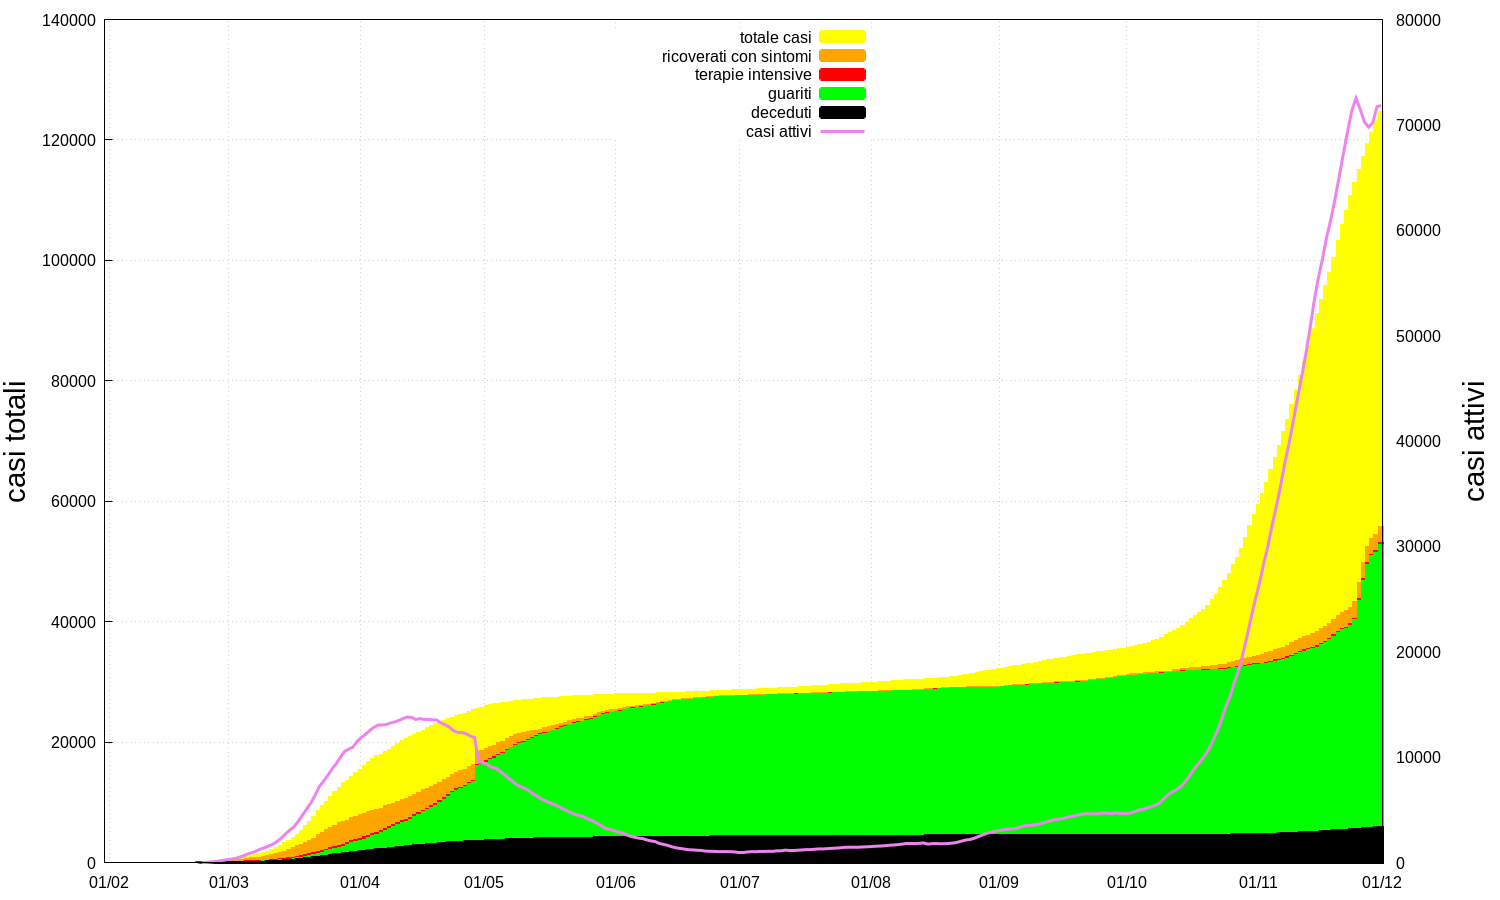 140000
120000
100000
80000
60000
40000
20000
0
casi totali
totale casi
ricoverati con sintomi
terapie intensive
guariti
deceduti
casi attivi
80000
70000
60000
50000
40000
30000
20000
10000
0
casi attivi
01/02 01/03 01/04 01/05 01/06 01/07 01/08 01/09 01/10 01/11 01/12